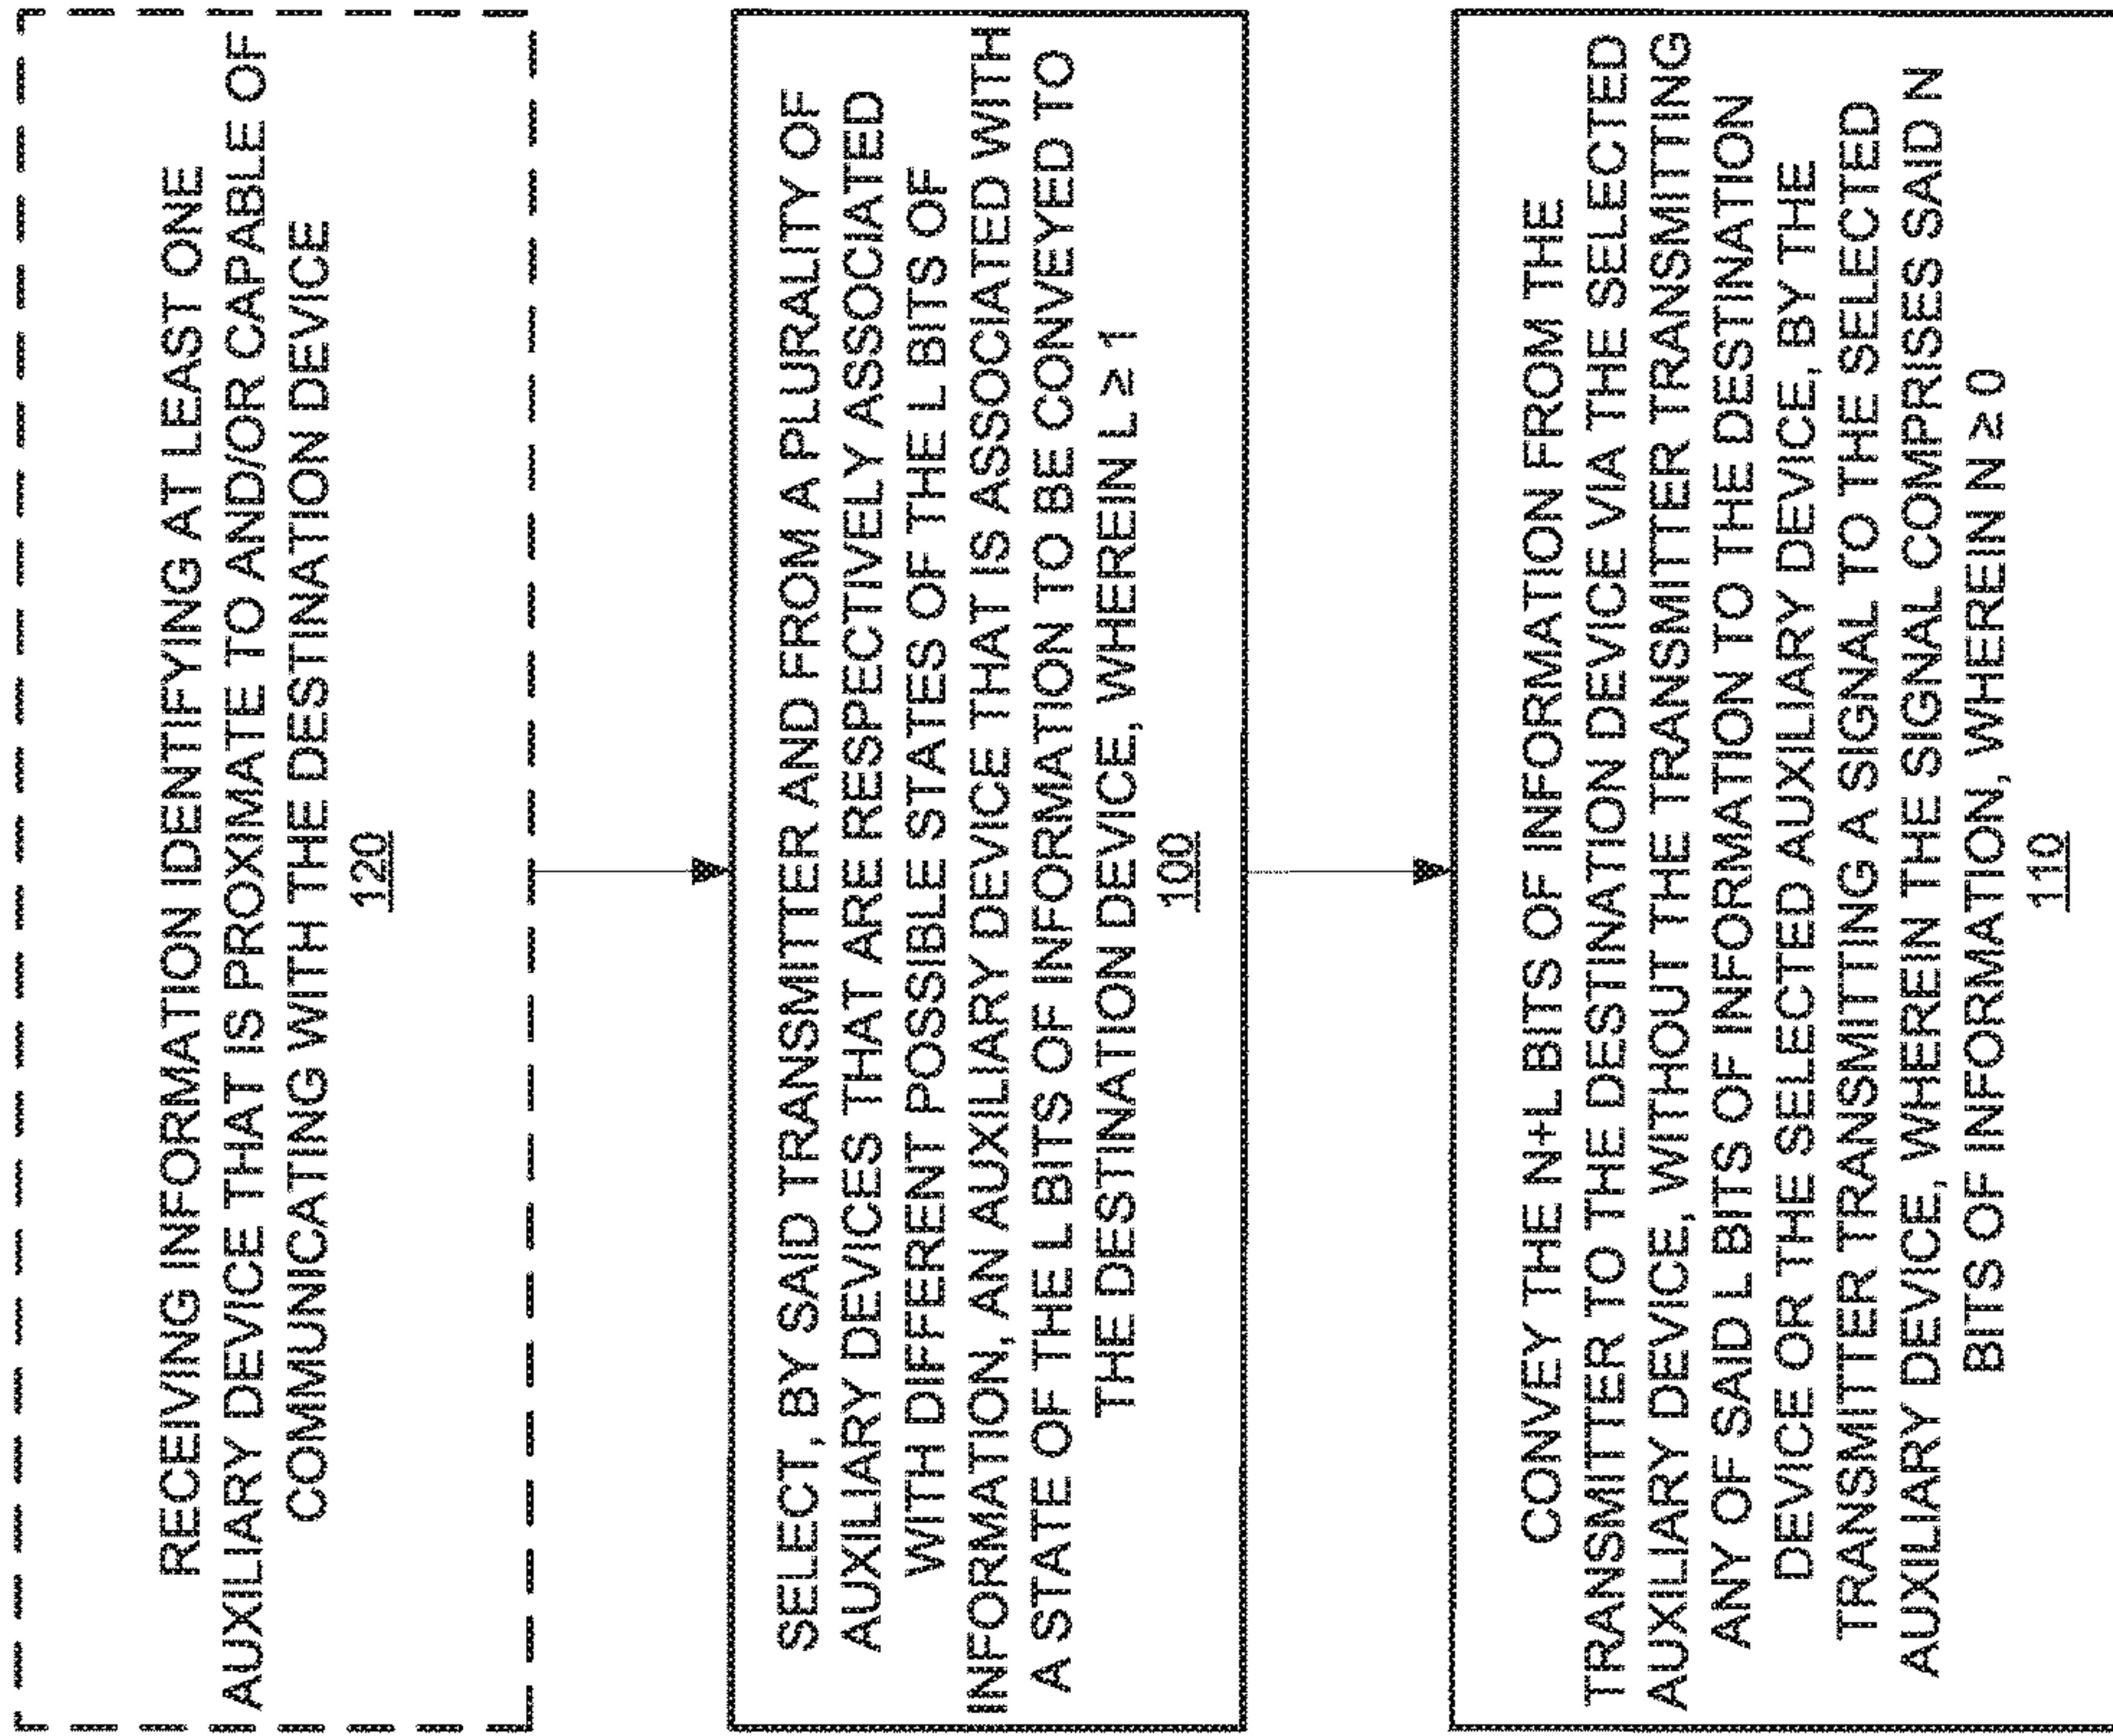 RECEIVING INFORMATION IDENTIFYING AT LEAST ONE
AUXILIARY DEVICE THAT IS PROXIMATE TO AND/OR CAPABLE OF
COMMUNICATING WITH THE DESTINATION DEVICE
120
SELECT, BY SAID TRANSMITTER AND FROM A PLURALITY OF
AUXILIARY DEVICES THAT ARE RESPECTIVELY ASSOCIATED
WITH DIFFERENT POSSIBLE STATES OF THE L BITS OF
INFORMATION, AN AUXILIARY DEVICE THAT IS ASSOCIATED WITH
A STATE OF THE L BITS OF INFORMATION TO BE CONVEYED TO
THE DESTINATION DEVICE, WHEREIN L ≥ 1
100
CONVEY THE N+L BITS OF INFORMATION FROM THE
TRANSMITTER TO THE DESTINATION DEVICE VIA THE SELECTED
AUXILIARY DEVICE, WITHOUT THE TRANSMITTER TRANSMITTING
ANY OF SAID L BITS OF INFORMATION TO THE DESTINATION
DEVICE OR THE SELECTED AUXILIARY DEVICE, BY THE
TRANSMITTER TRANSMITTING A SIGNAL TO THE SELECTED
AUXILIARY DEVICE, WHEREIN THE SIGNAL COMPRISES SAID N
BITS OF INFORMATION, WHEREIN N ≥ 0
110